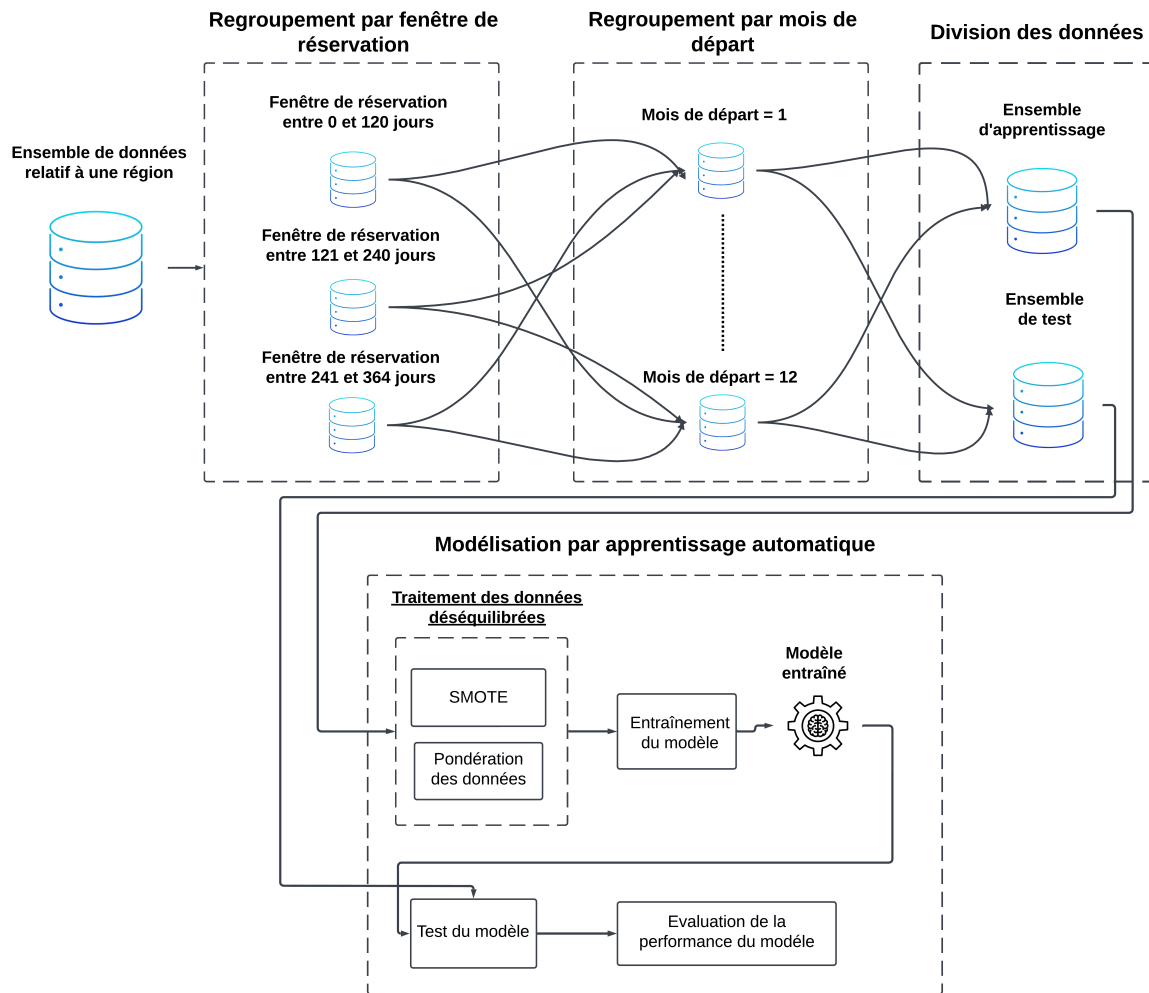 Regroupement par fenêtre de
réservation
Regroupement par mois de
départ
Division des données
Ensemble de données
relatif à une région
Fenêtre de réservation
entre 0 et 120 jours
Fenêtre de réservation
entre 121 et 240 jours
Fenêtre de réservation
entre 241 et 364 jours
Mois de départ = 1
Mois de départ = 12
Ensemble
d'apprentissage
Ensemble
de test
Modélisation par apprentissage automatique
Traitement des données
déséquilibrées
SMOTE
Pondération
des données
Entraînement
du modèle
Modèle
entraîné
Test du modèle
Evaluation de la
performance du modéle